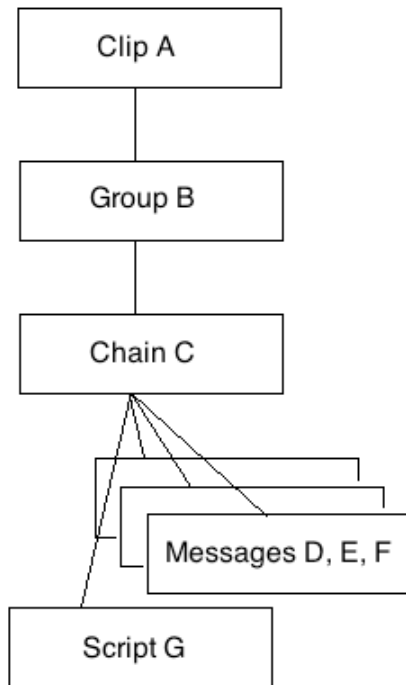 Clip A
Group B
Chain C
Messages D, E, F
Script G